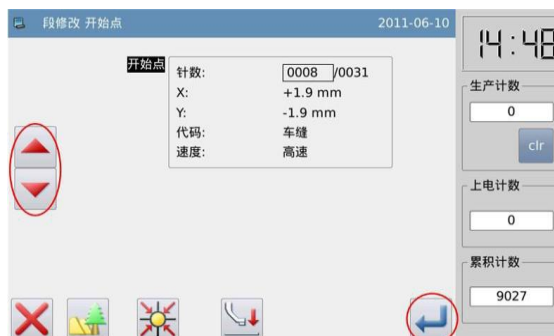 段修改 开始点 2011-06-10
14:48
开始点
针数: 0008 /0031
X: +1.9 mm
Y: -1.9 mm
代码: 车缝
速度: 高速
生产计数
0
clr
上电计数
0
累积计数
9027